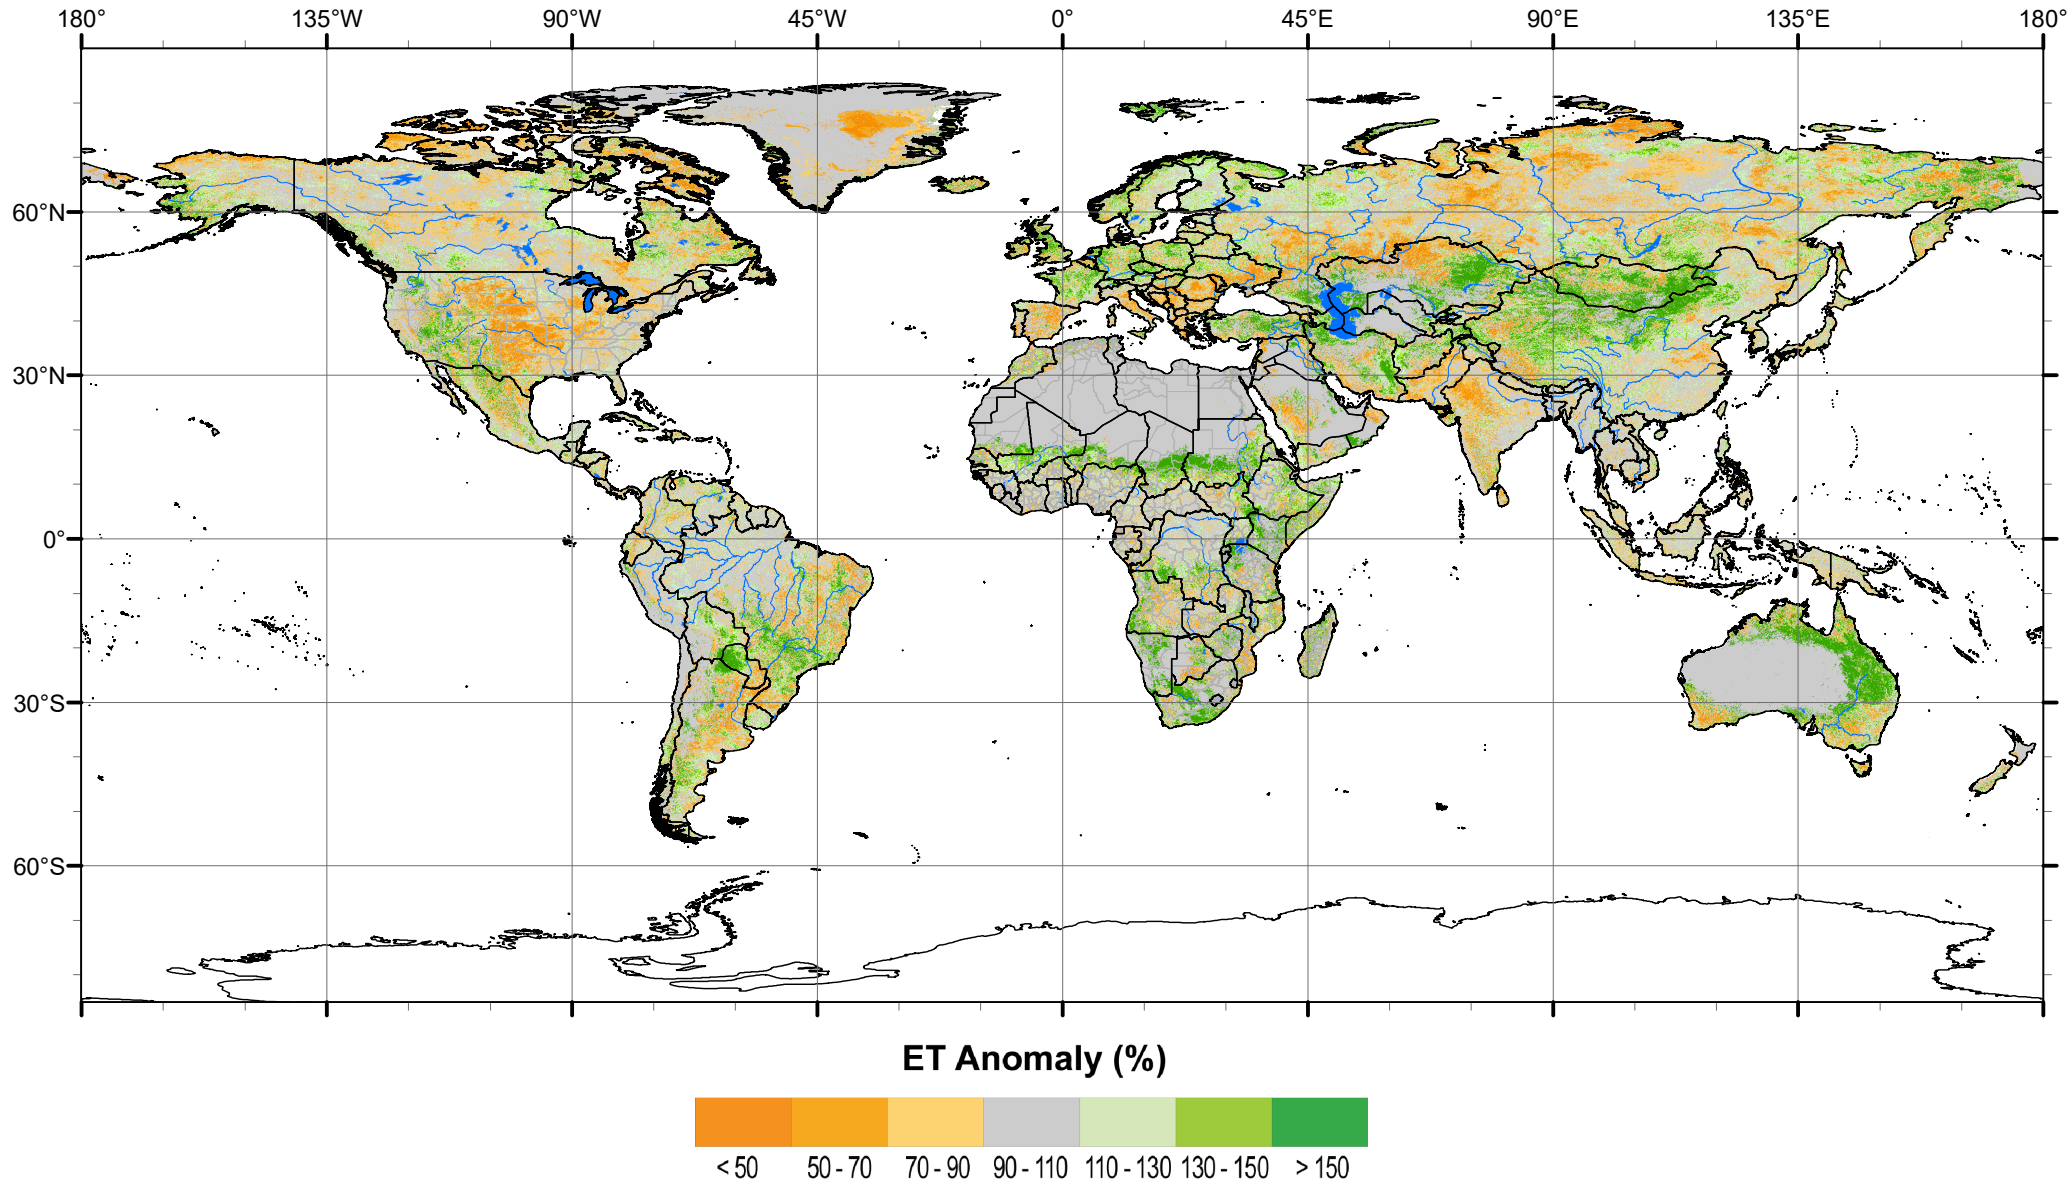 180° 135°W 90°W 45°W 0° 45°E 90°E 135°E 180°
60°N
30°N
0°
30°S
60°S
ET Anomaly (%)
< 50 50 - 70 70 - 90 90 - 110 110 - 130 130 - 150 > 150